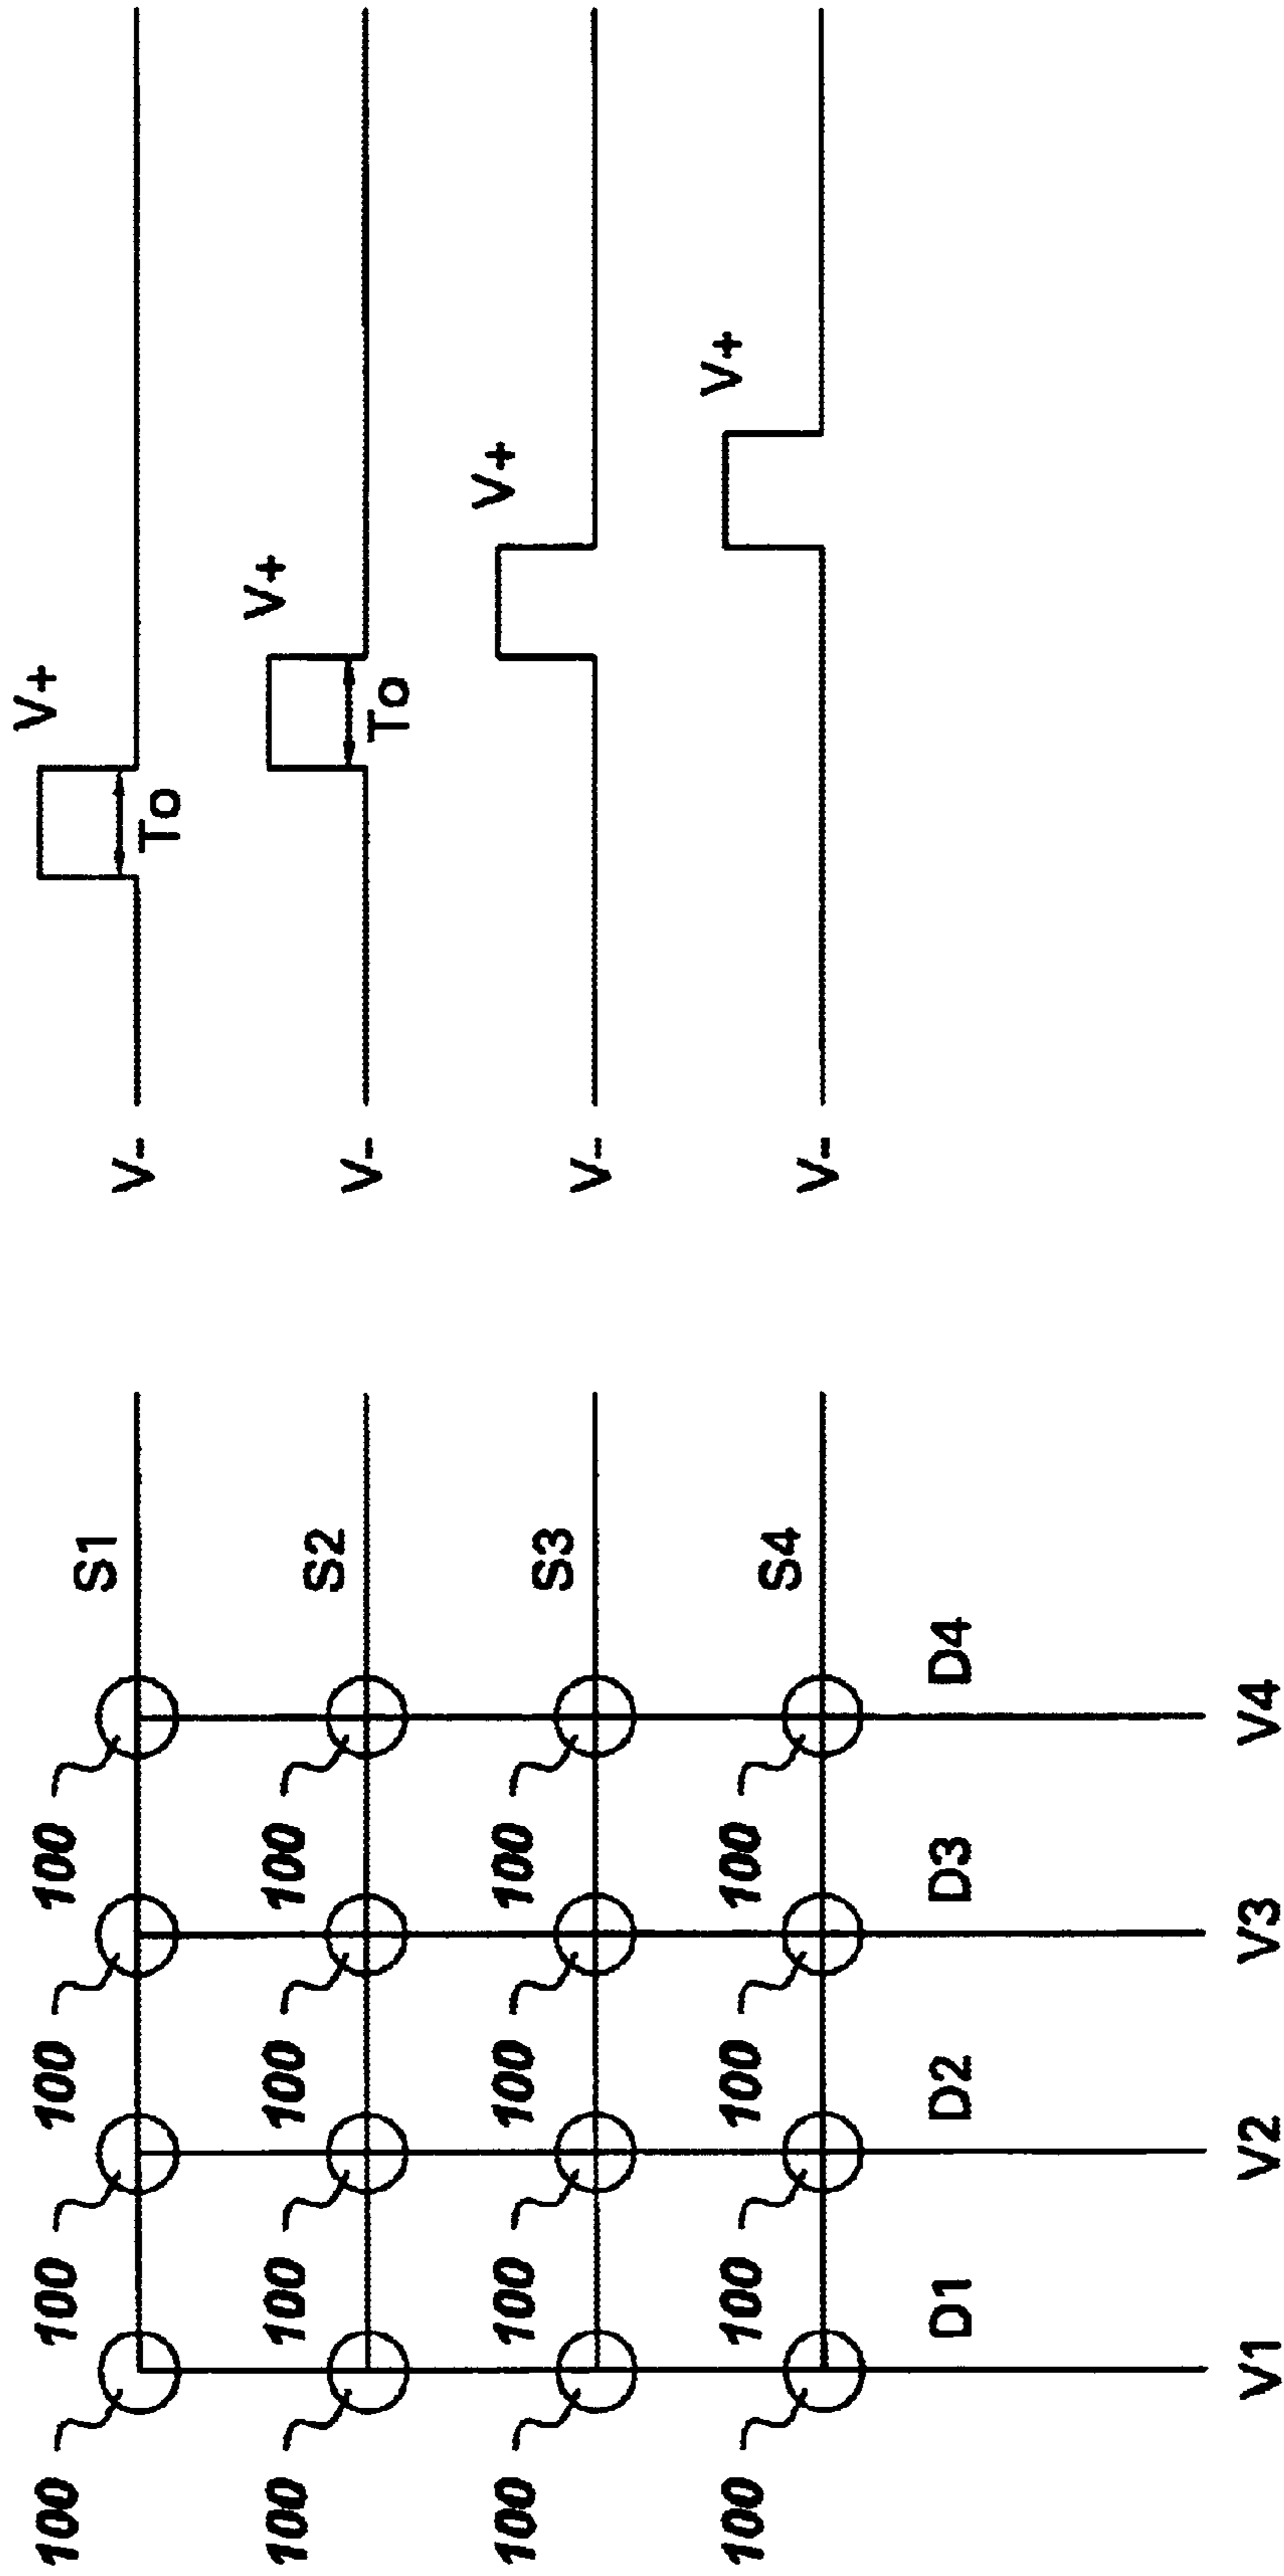 100 100 100 100 S1 V- To V+
100 100 100 100 S2 V- To V+
100 100 100 100 S3 V- V+
100 100 100 100 S4 V- V+
D1 D2 D3 D4
V1 V2 V3 V4